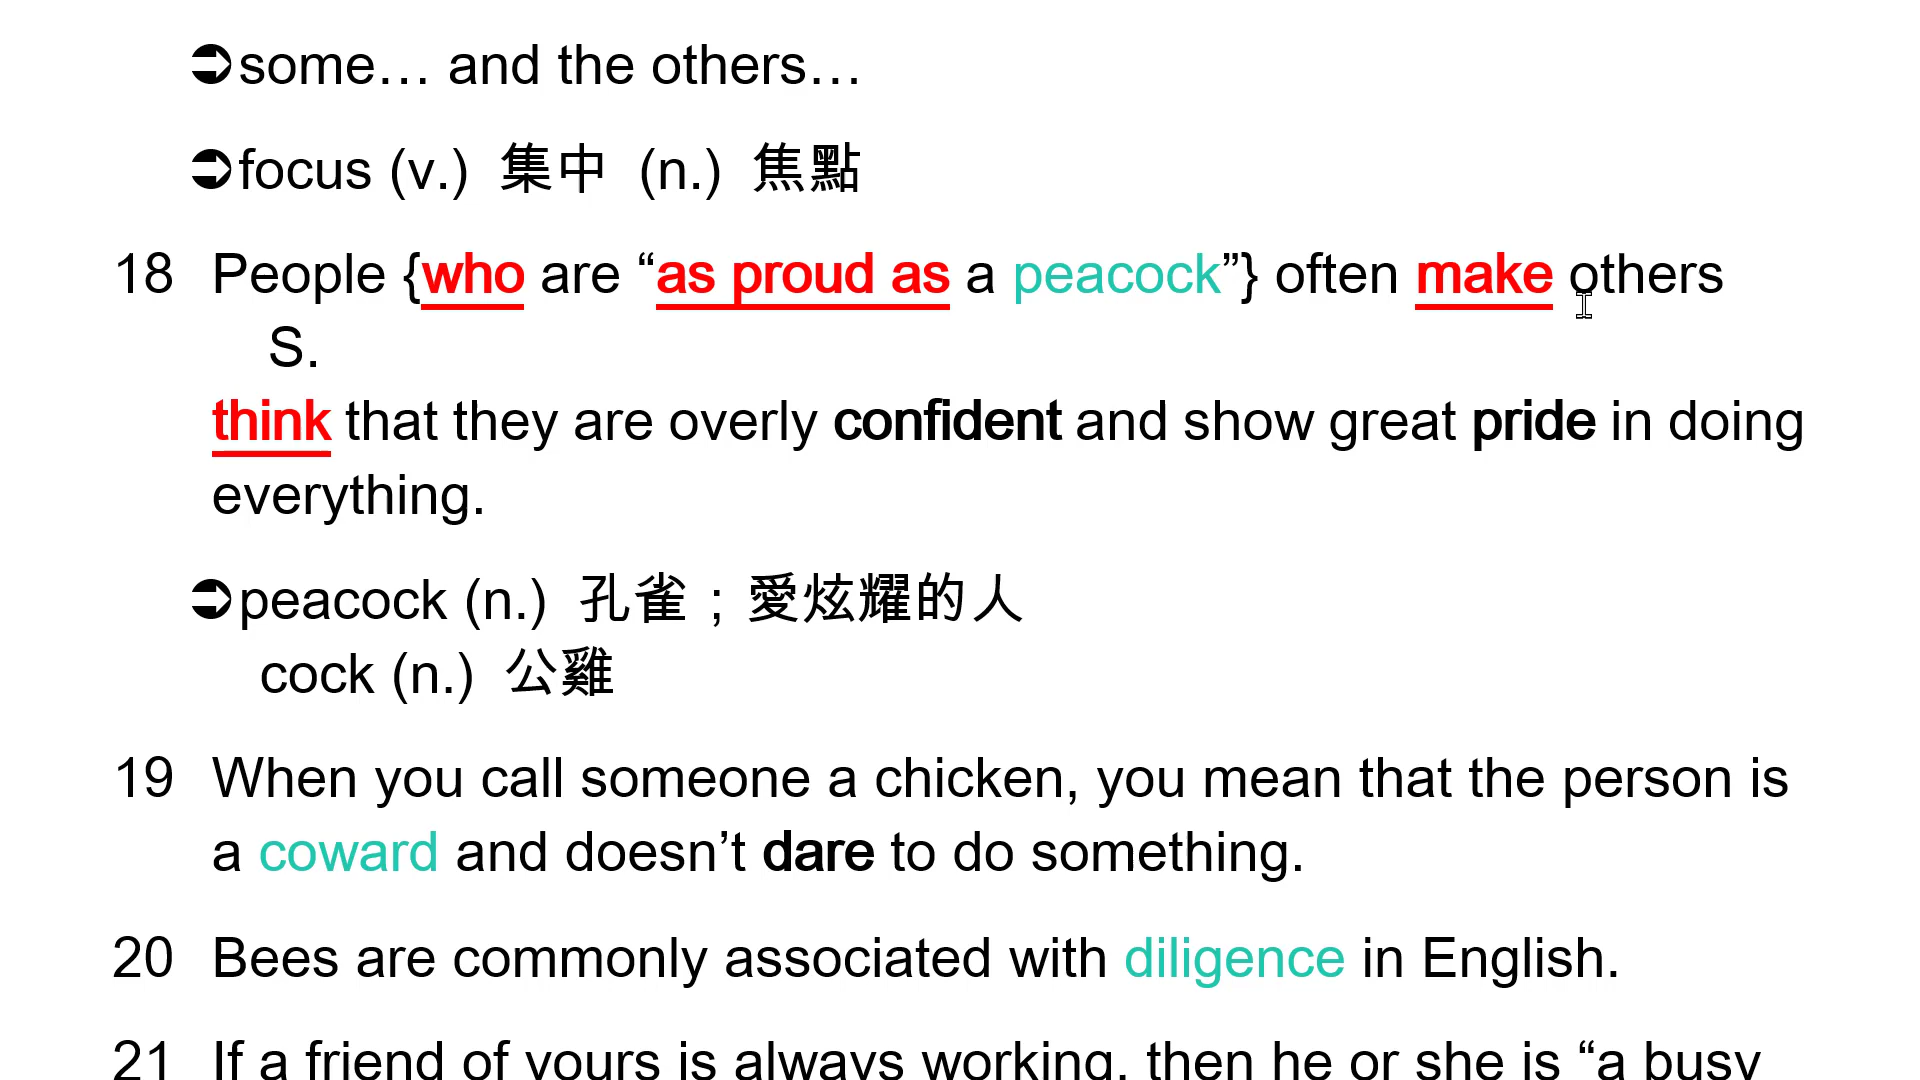 ➲some… and the others…
➲focus (v.) 集中 (n.) 焦點
18 People {who are “as proud as a peacock”} often make others
S.
think that they are overly confident and show great pride in doing
everything.
➲peacock (n.) 孔雀；愛炫耀的人
cock (n.) 公雞
19 When you call someone a chicken, you mean that the person is
a coward and doesn’t dare to do something.
20 Bees are commonly associated with diligence in English.
21 If a friend of yours is always working, then he or she is “a busy